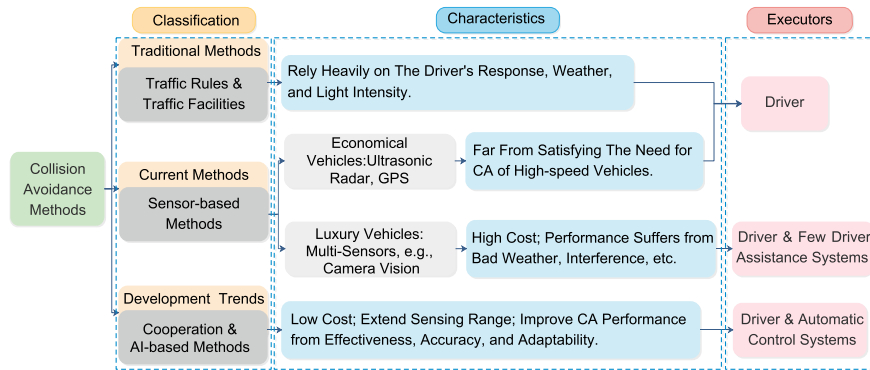 Classification
Characteristics
Executors
Collision
Avoidance
Methods
Traditional Methods
Traffic Rules &
Traffic Facilities
Rely Heavily on The Driver's Response, Weather,
and Light Intensity.
Driver
Current Methods
Sensor-based
Methods
Economical
Vehicles:Ultrasonic
Radar, GPS
Far From Satisfying The Need for
CA of High-speed Vehicles.
Luxury Vehicles:
Multi-Sensors, e.g.,
Camera Vision
High Cost; Performance Suffers from
Bad Weather, Interference, etc.
Driver & Few Driver
Assistance Systems
Development Trends
Cooperation &
AI-based Methods
Low Cost; Extend Sensing Range; Improve CA Performance
from Effectiveness, Accuracy, and Adaptability.
Driver & Automatic
Control Systems